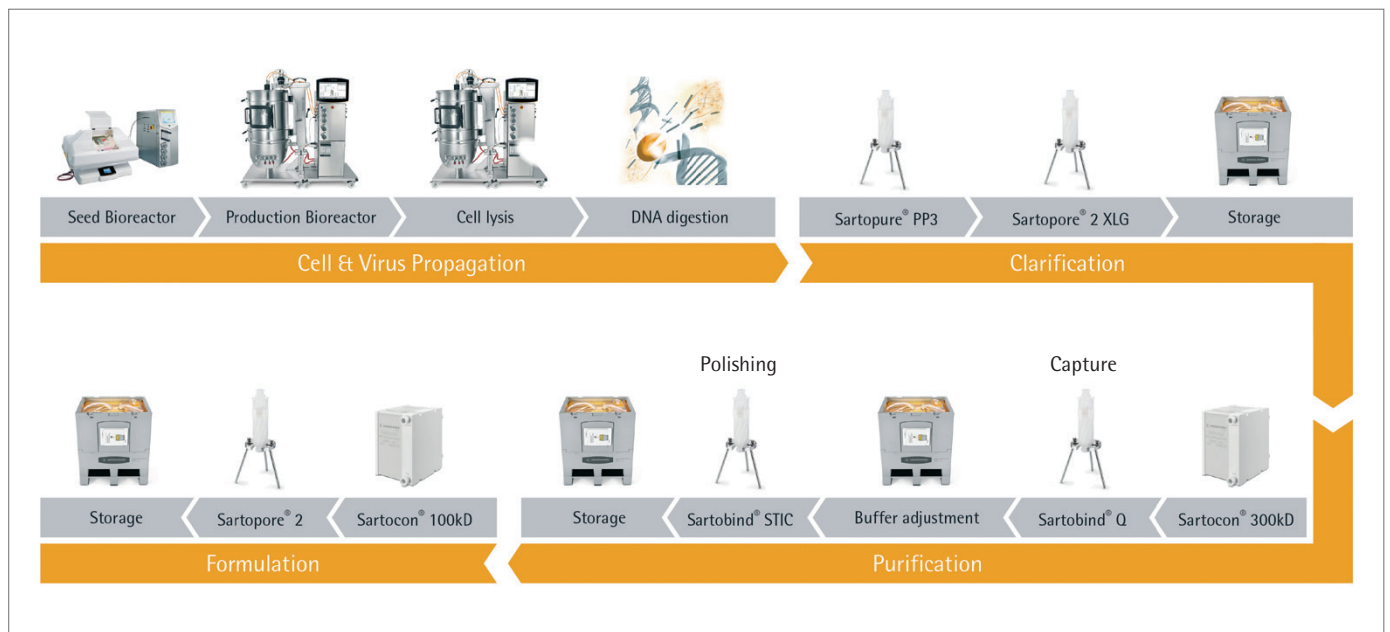 Seed Bioreactor
Production Bioreactor
Cell lysis
DNA digestion
Cell & Virus Propagation
Sartopure® PP3
Sartopore® 2 XLG
Storage
Clarification
Polishing
Capture
Storage
Sartopore® 2
Sartocon® 100kD
Formulation
Storage
Sartobind® STIC
Buffer adjustment
Sartobind® Q
Sartocon® 300kD
Purification